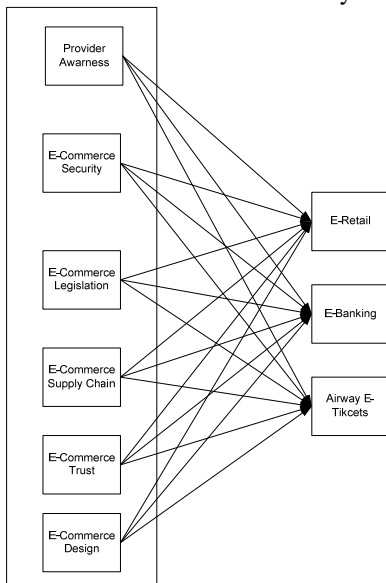 Provider
Awarness
E-Commerce
Security
E-Commerce
Legislation
E-Commerce
Supply Chain
E-Commerce
Trust
E-Commerce
Design
E-Retail
E-Banking
Airway E-
Tikcets